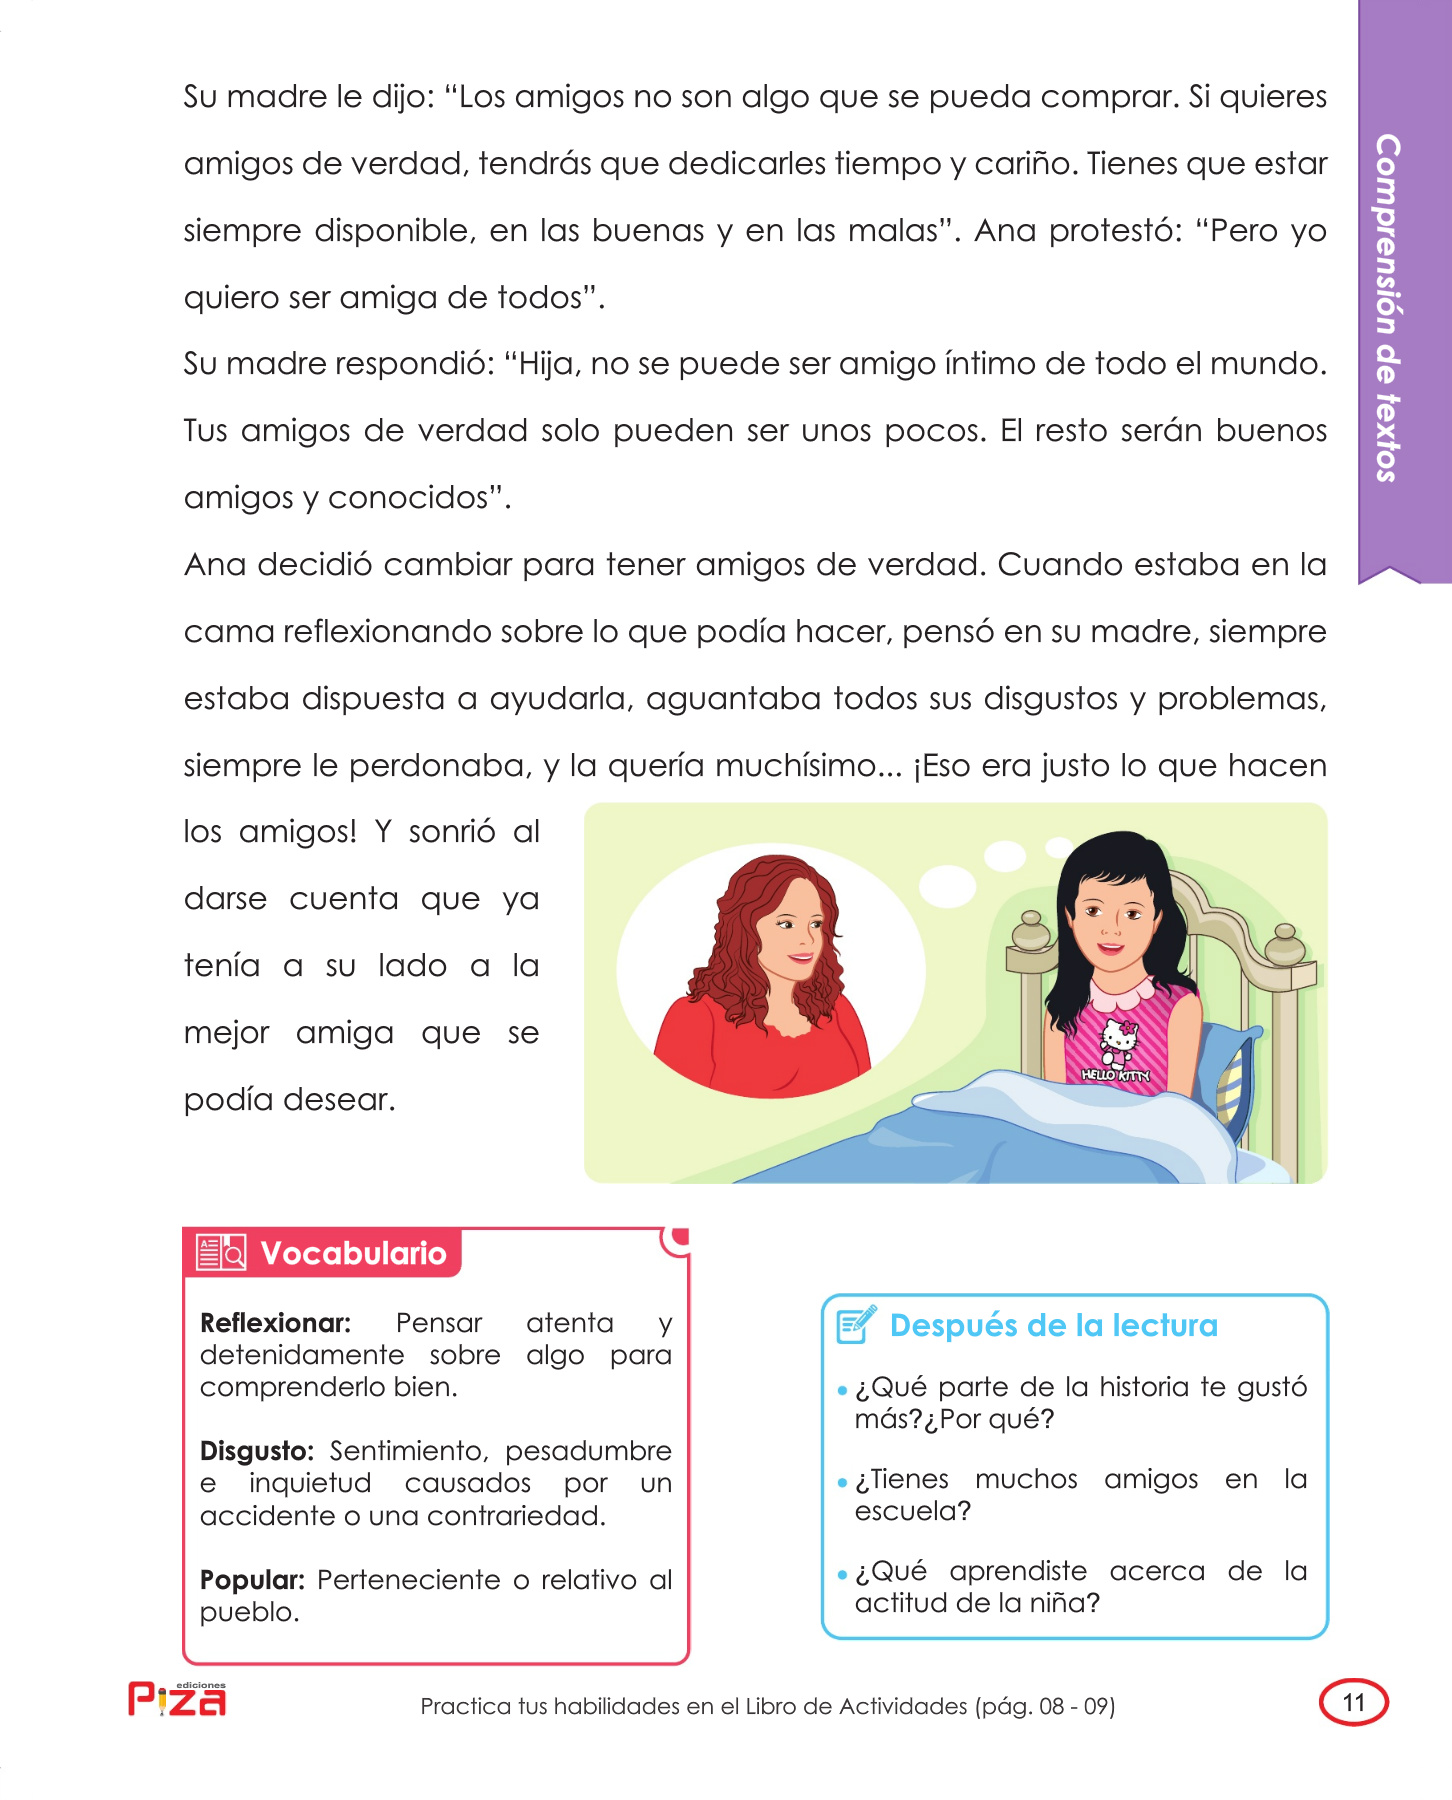 Su madre le dijo: “Los amigos no son algo que se pueda comprar. Si quieres
amigos de verdad, tendrás que dedicarles tiempo y cariño. Tienes que estar
siempre disponible, en las buenas y en las malas”. Ana protestó: “Pero yo
quiero ser amiga de todos”.
Su madre respondió: “Hija, no se puede ser amigo íntimo de todo el mundo.
Tus amigos de verdad solo pueden ser unos pocos. El resto serán buenos
amigos y conocidos”.
Ana decidió cambiar para tener amigos de verdad. Cuando estaba en la
cama reflexionando sobre lo que podía hacer, pensó en su madre, siempre
estaba dispuesta a ayudarla, aguantaba todos sus disgustos y problemas,
siempre le perdonaba, y la quería muchísimo... ¡Eso era justo lo que hacen
los amigos! Y sonrió al
darse cuenta que ya
tenía a su lado a la
mejor amiga que se
podía desear.
HELLO KITTY
Comprensión de textos
Vocabulario
Reflexionar: Pensar atenta y
detenidamente sobre algo para
comprenderlo bien.
Disgusto: Sentimiento, pesadumbre
e inquietud causados por un
accidente o una contrariedad.
Popular: Perteneciente o relativo al
pueblo.
Después de la lectura
• ¿Qué parte de la historia te gustó
más?¿Por qué?
• ¿Tienes muchos amigos en la
escuela?
• ¿Qué aprendiste acerca de la
actitud de la niña?
ediciones
Piza
Practica tus habilidades en el Libro de Actividades (pág. 08 - 09)
11